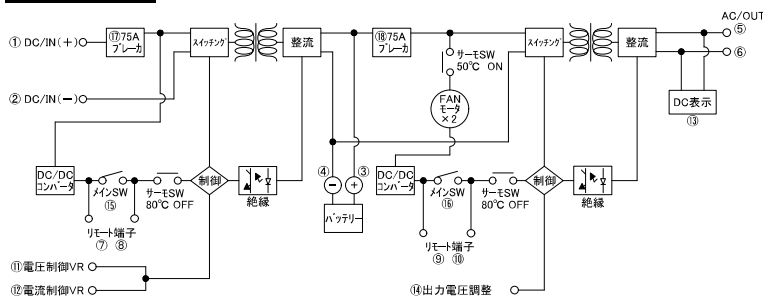 AC/OUT
① DC/IN(+)
⑰75A
ブレーカ
スイッチング
整流
⑱75A
ブレーカ
サーモSW
50℃ ON
スイッチング
整流
⑤
⑥
② DC/IN(−)
FAN
モータ
×2
DC表示
⑬
DC/DC
コンバータ
メインSW
⑮
サーモSW
80℃ OFF
制御
絶縁
④
③
−
+
バッテリー
DC/DC
コンバータ
メインSW
⑯
サーモSW
80℃ OFF
制御
絶縁
リモート端子
⑦ ⑧
リモート端子
⑨ ⑩
⑪電圧制御VR
⑫電流制御VR
⑭出力電圧調整